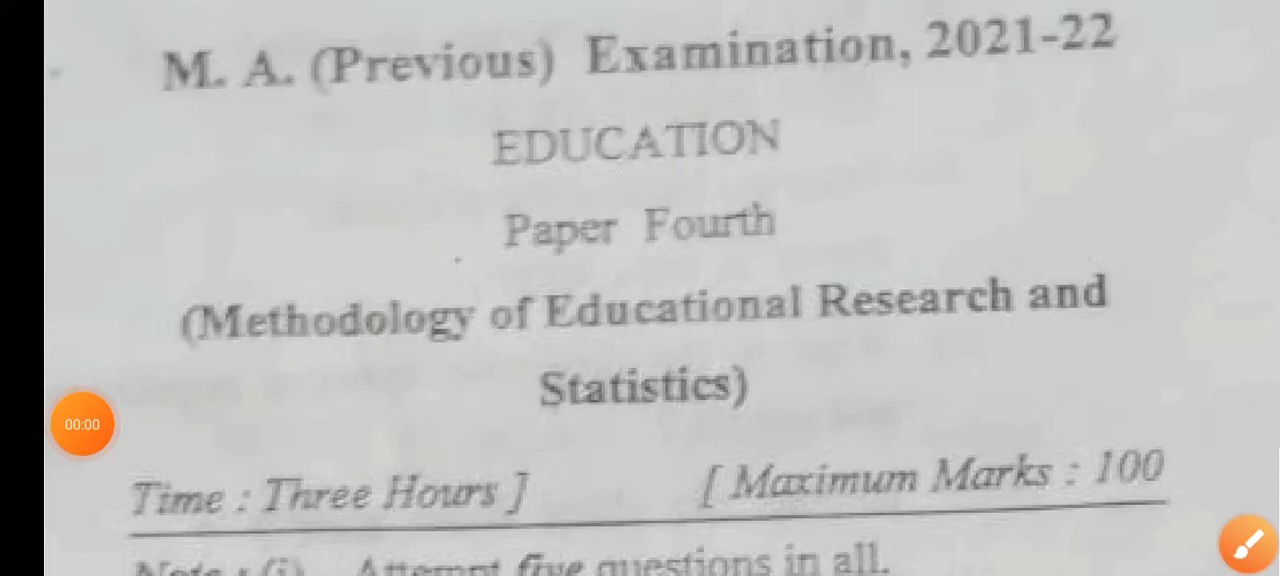 M. A. (Previous) Examination, 2021-22
EDUCATION
Paper Fourth
(Methodology of Educational Research and
Statistics)
00:00
Time : Three Hours ] [ Maximum Marks : 100
Note : (i) Attempt five questions in all.